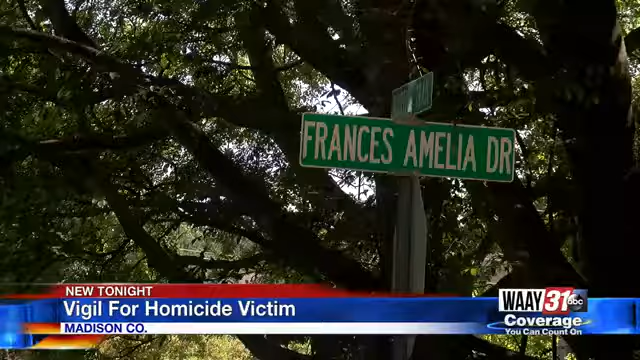 FRANCES AMELIA DR
NEW TONIGHT
Vigil For Homicide Victim
MADISON CO.
WAAY 31 abc
Coverage
You Can Count On